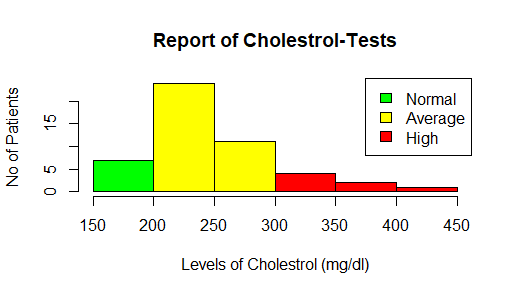 Report of Cholestrol-Tests
Normal
Average
High
No of Patients
15
5
0
150 200 250 300 350 400 450
Levels of Cholestrol (mg/dl)